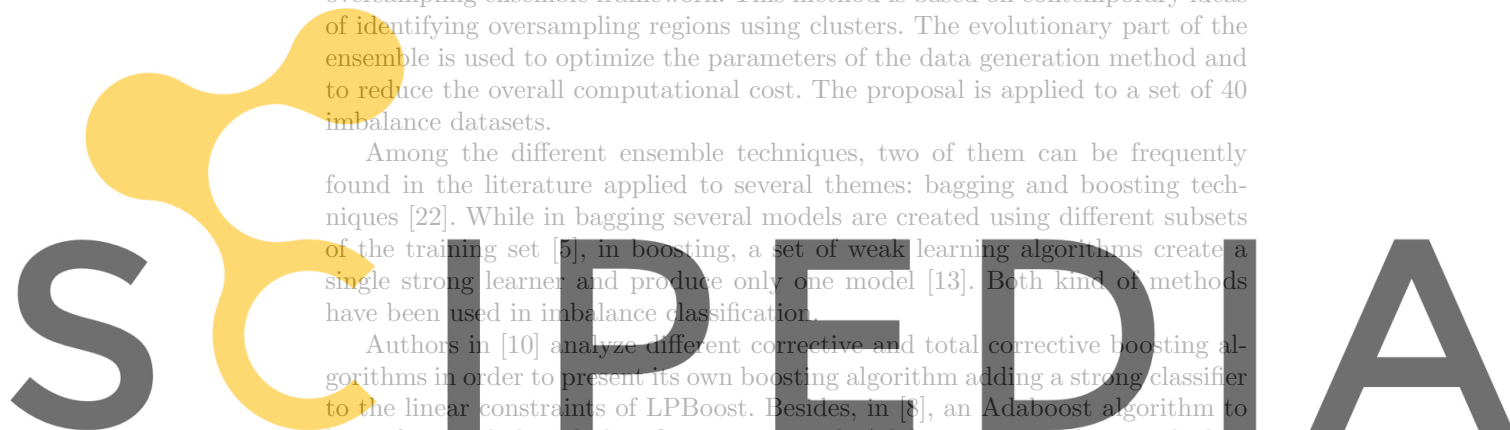 oversampling ensemble framework. This method is based on contemporary ideas
of identifying oversampling regions using clusters. The evolutionary part of the
ensemble is used to optimize the parameters of the data generation method and
to reduce the overall computational cost. The proposal is applied to a set of 40
imbalance datasets.
Among the different ensemble techniques, two of them can be frequently
found in the literature applied to several themes: bagging and boosting tech-
niques [22]. While in bagging several models are created using different subsets
of the training set [5], in boosting, a set of weak learning algorithms create a
single strong learner and produce only one model [13]. Both kind of methods
have been used in imbalance classification.
Authors in [10] analyze different corrective and total corrective boosting al-
gorithms in order to present its own boosting algorithm adding a strong classifier
to the linear constraints of LPBoost. Besides, in [8], an Adaboost algorithm to
SCIPEDIA